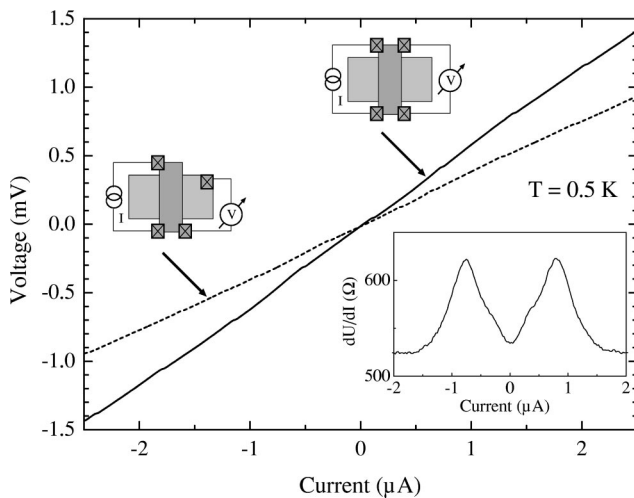 1.5
1.0
0.5
0.0
-0.5
-1.0
-1.5
Voltage (mV)
I
V
I
V
T = 0.5 K
600
500
dU/dI (Ω)
-2
-1
0
1
2
Current (µA)
-2
-1
0
1
2
Current (µA)